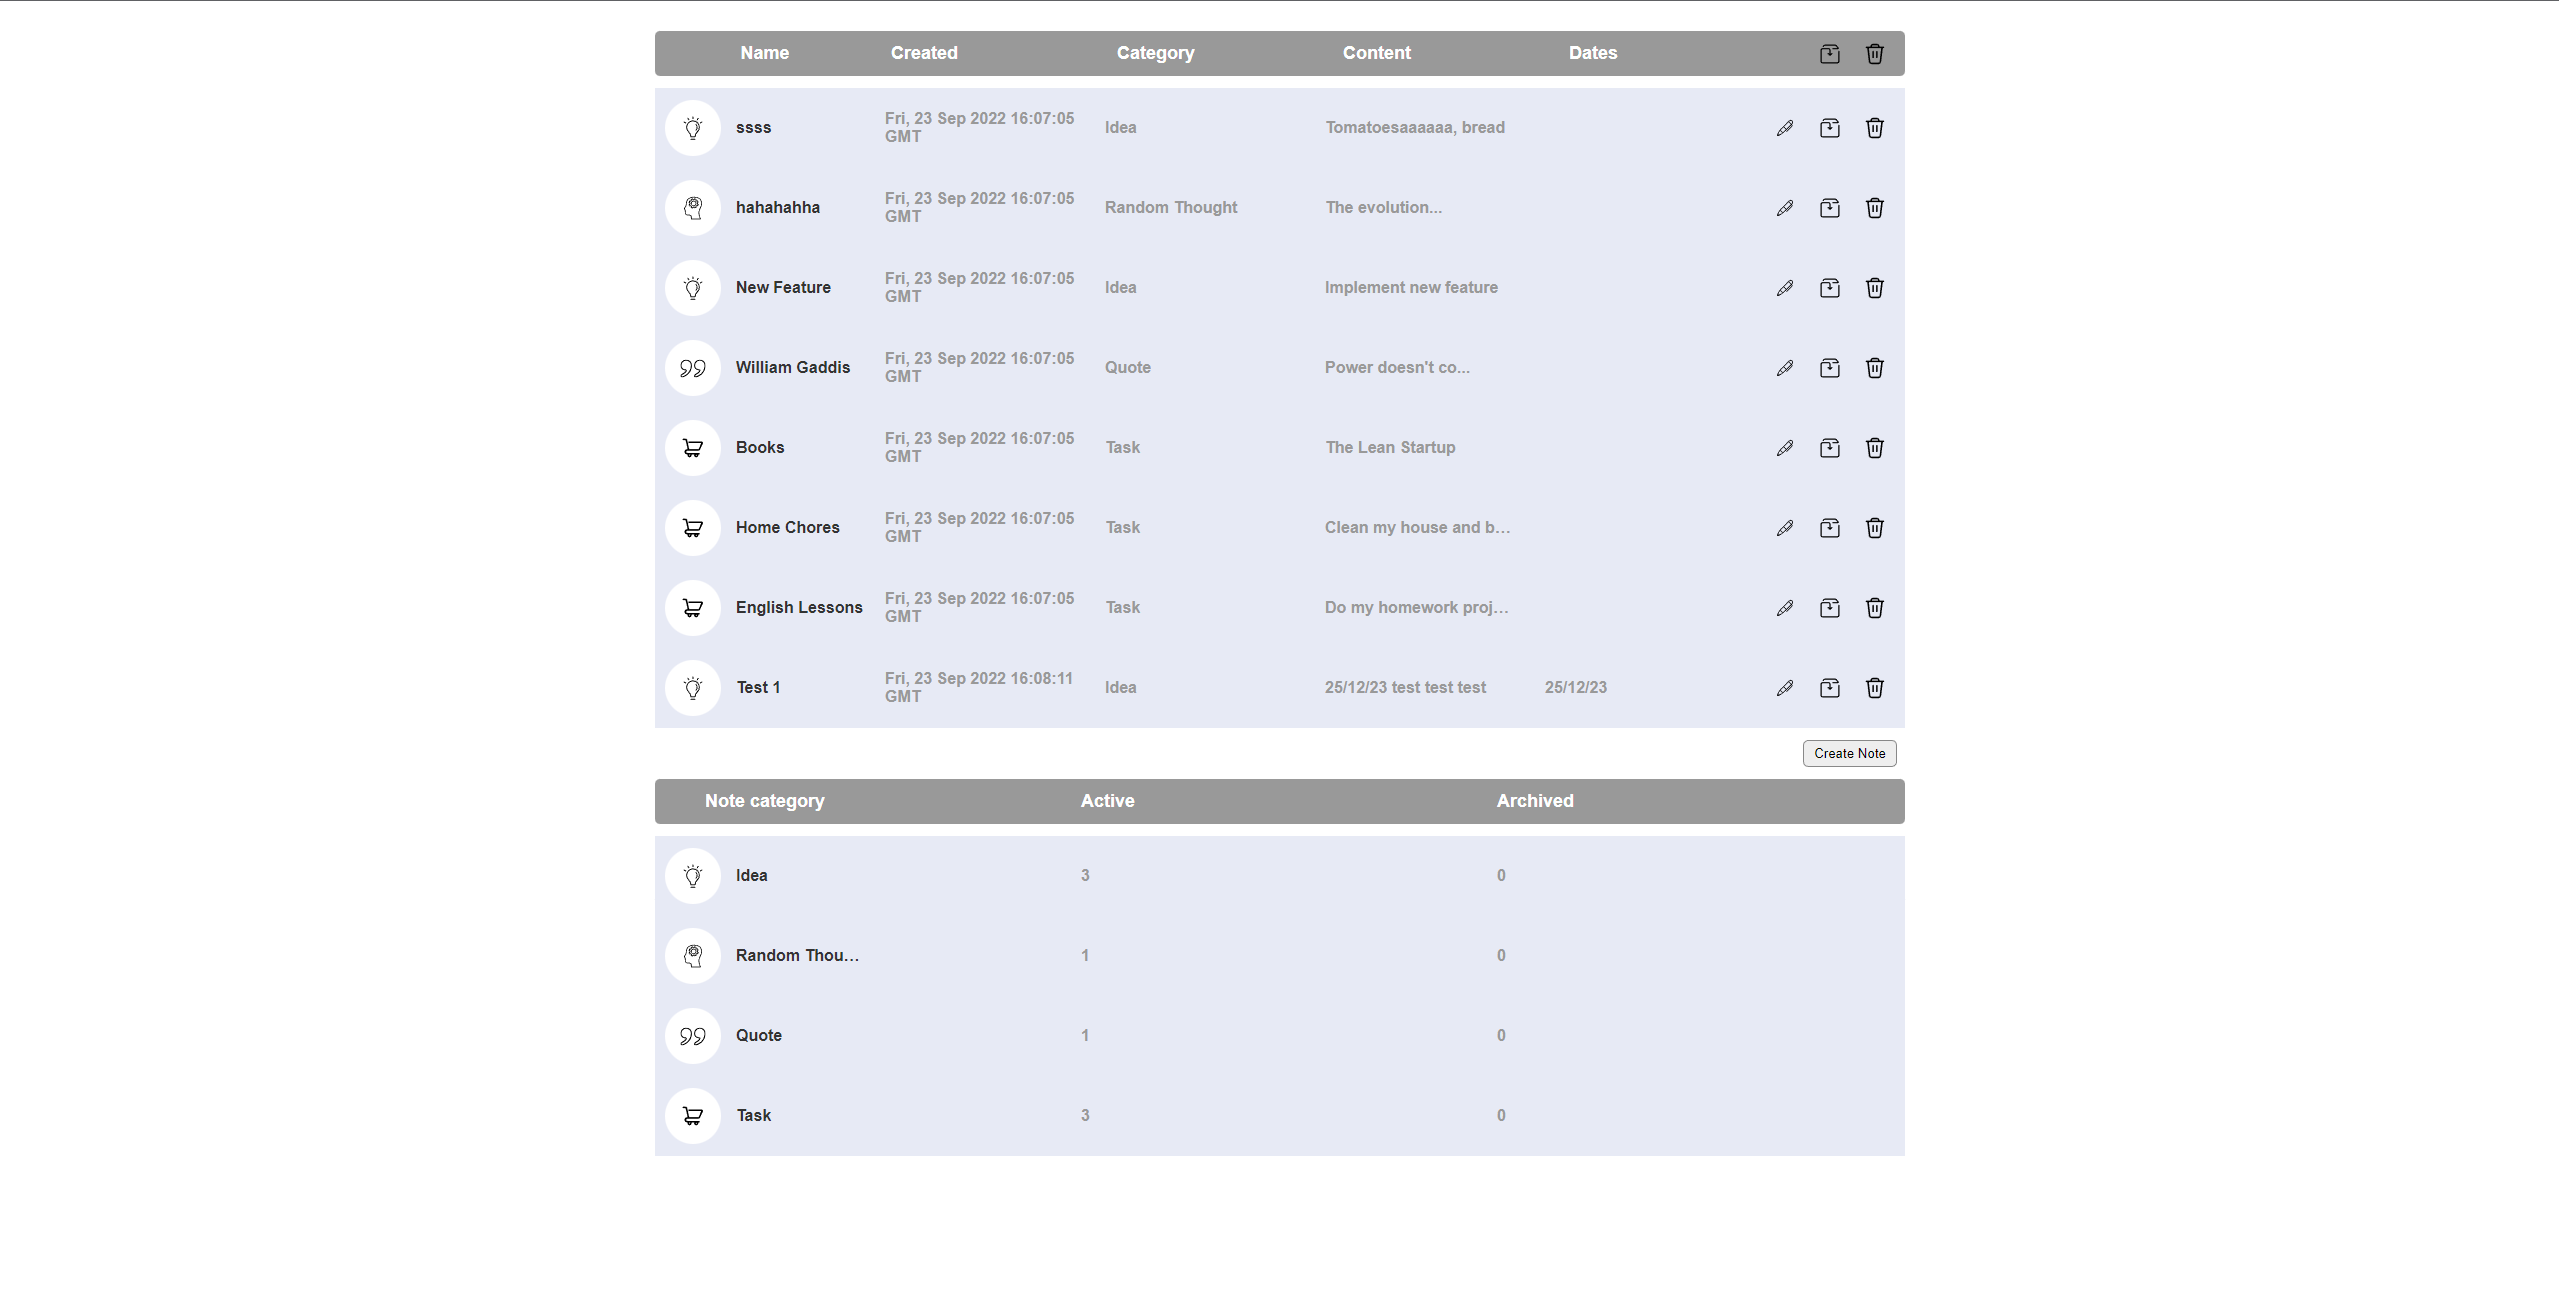 Name Created Category Content Dates
ssss Fri, 23 Sep 2022 16:07:05 GMT Idea Tomatoesaaaaaa, bread
hahahahha Fri, 23 Sep 2022 16:07:05 GMT Random Thought The evolution...
New Feature Fri, 23 Sep 2022 16:07:05 GMT Idea Implement new feature
William Gaddis Fri, 23 Sep 2022 16:07:05 GMT Quote Power doesn't co...
Books Fri, 23 Sep 2022 16:07:05 GMT Task The Lean Startup
Home Chores Fri, 23 Sep 2022 16:07:05 GMT Task Clean my house and b...
English Lessons Fri, 23 Sep 2022 16:07:05 GMT Task Do my homework proj...
Test 1 Fri, 23 Sep 2022 16:08:11 GMT Idea 25/12/23 test test test 25/12/23
Create Note
Note category Active Archived
Idea 3 0
Random Thou... 1 0
Quote 1 0
Task 3 0